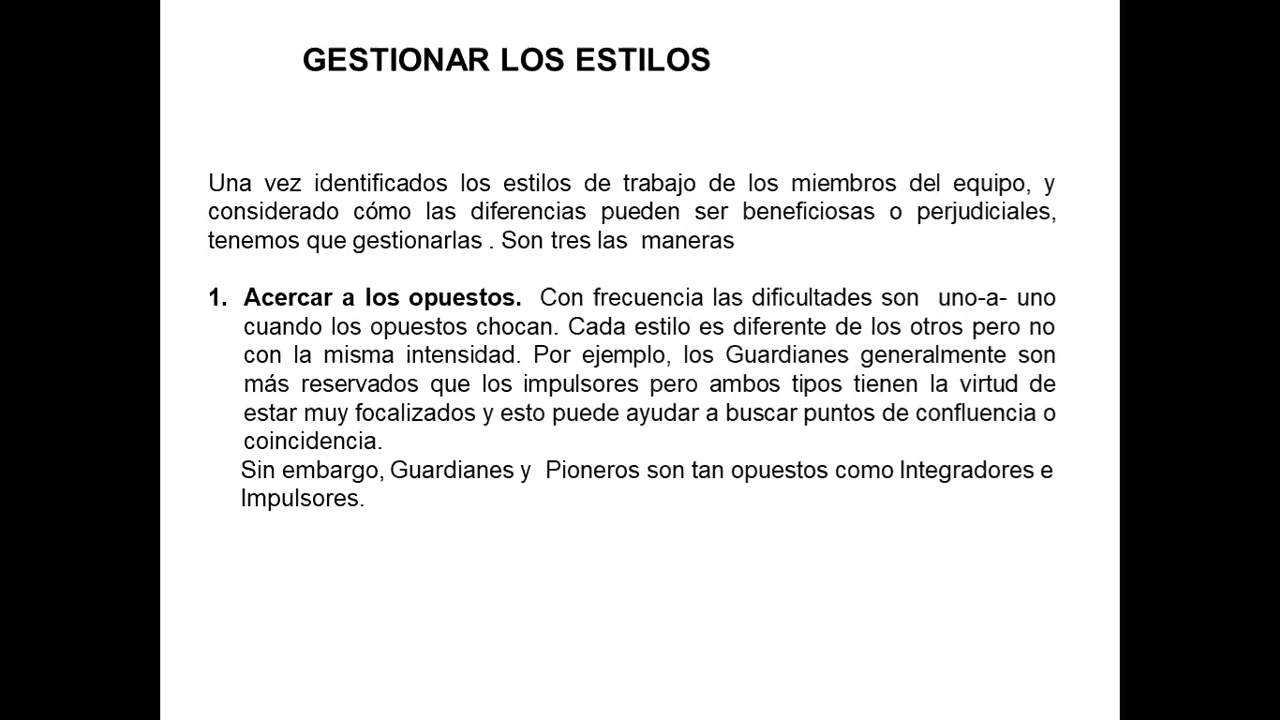 GESTIONAR LOS ESTILOS
Una vez identificados los estilos de trabajo de los miembros del equipo, y
considerado cómo las diferencias pueden ser beneficiosas o perjudiciales,
tenemos que gestionarlas . Son tres las maneras
1. Acercar a los opuestos. Con frecuencia las dificultades son uno-a- uno
cuando los opuestos chocan. Cada estilo es diferente de los otros pero no
con la misma intensidad. Por ejemplo, los Guardianes generalmente son
más reservados que los impulsores pero ambos tipos tienen la virtud de
estar muy focalizados y esto puede ayudar a buscar puntos de confluencia o
coincidencia.
Sin embargo, Guardianes y Pioneros son tan opuestos como Integradores e
Impulsores.